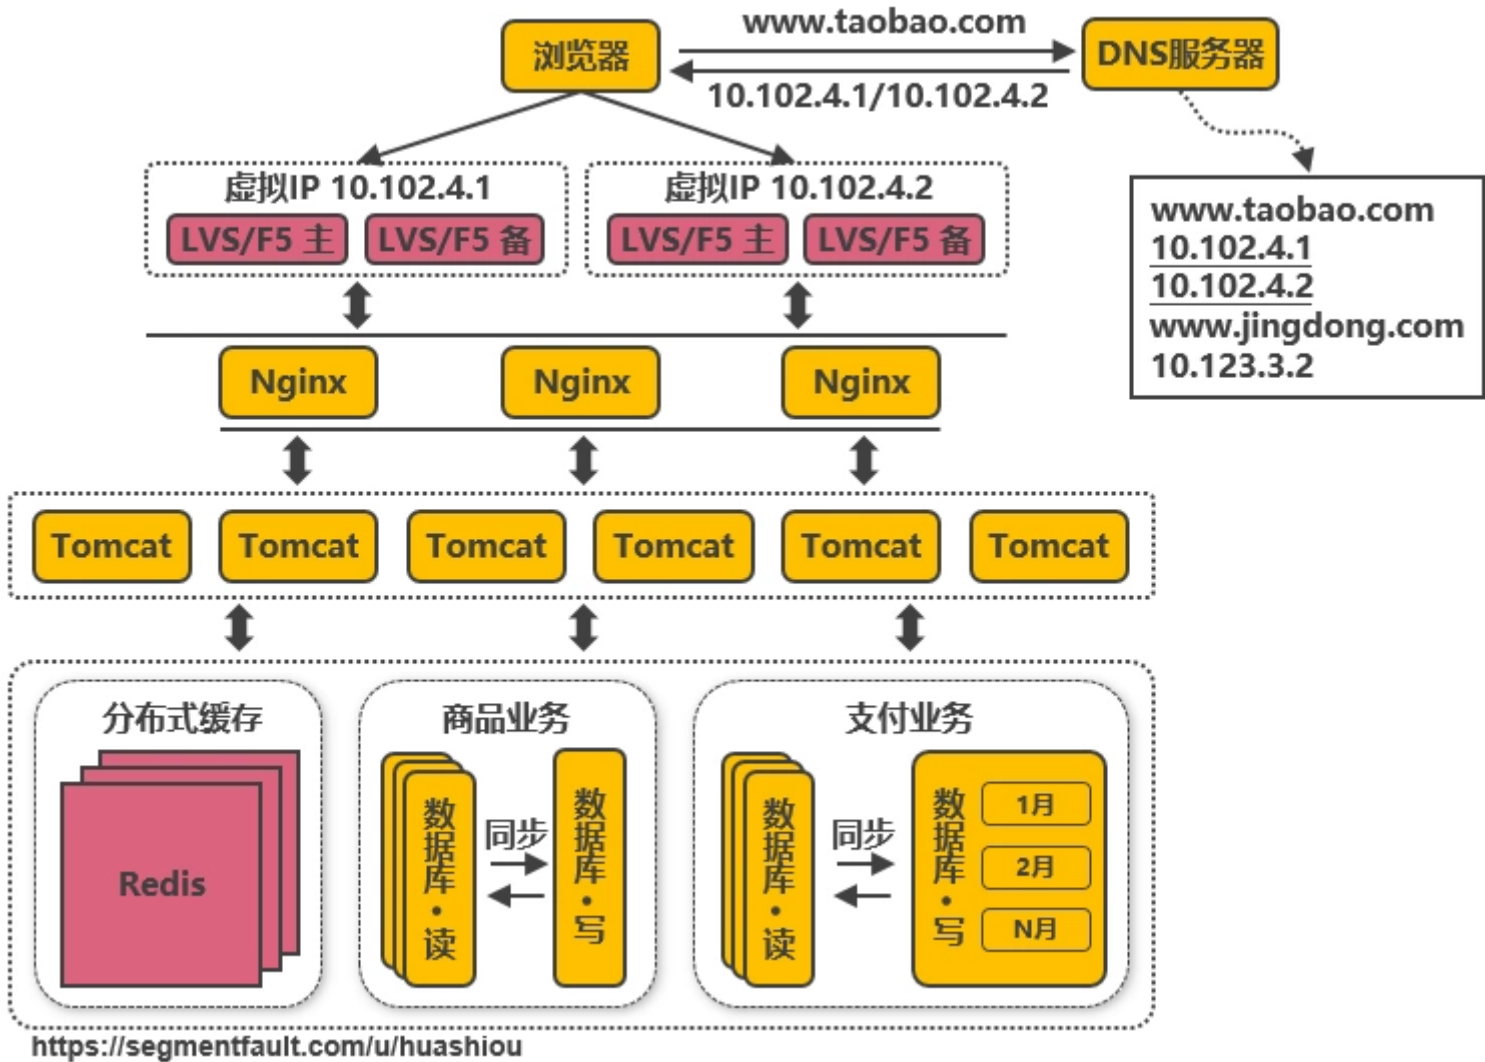 www.taobao.com
浏览器
DNS服务器
10.102.4.1/10.102.4.2
虚拟IP 10.102.4.1
虚拟IP 10.102.4.2
LVS/F5 主
LVS/F5 备
LVS/F5 主
LVS/F5 备
www.taobao.com
10.102.4.1
10.102.4.2
www.jingdong.com
10.123.3.2
Nginx
Nginx
Nginx
Tomcat
Tomcat
Tomcat
Tomcat
Tomcat
Tomcat
分布式缓存
Redis
商品业务
数据库·读
同步
数据库·写
支付业务
数据库·读
同步
数据库·写
1月
2月
N月
https://segmentfault.com/u/huashiou